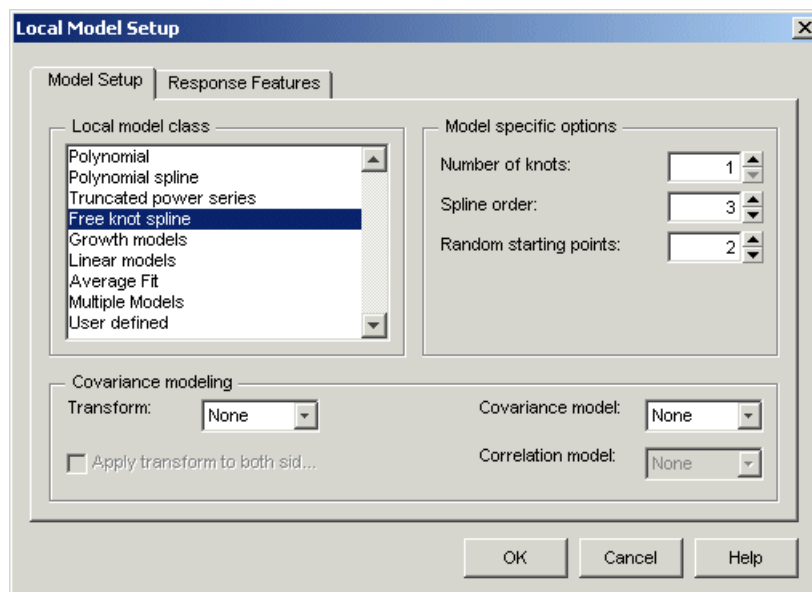 Local Model Setup
Model Setup
Response Features
Local model class
Polynomial
Polynomial spline
Truncated power series
Free knot spline
Growth models
Linear models
Average Fit
Multiple Models
User defined
Model specific options
Number of knots: 1
Spline order: 3
Random starting points: 2
Covariance modeling
Transform: None
Apply transform to both sid...
Covariance model: None
Correlation model: None
OK
Cancel
Help